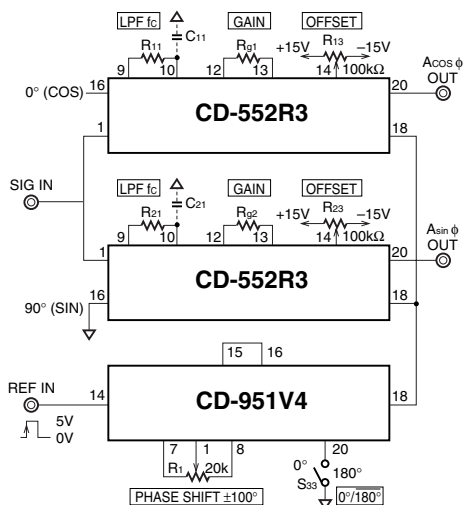 LPF fC GAIN OFFSET
R11 C11 Rg1 +15V R13 −15V
9 10 12 13 14 100kΩ
0° (COS) 16 CD-552R3 20 Acos ϕ OUT
1 18
SIG IN
LPF fC GAIN OFFSET
R21 C21 Rg2 +15V R23 −15V
9 10 12 13 14 100kΩ
1 CD-552R3 20 Asin ϕ OUT
16 18
90° (SIN)
15 16
REF IN 14 CD-951V4 18
5V
0V
7 1 8 20
R1 20k 0° 180°
S33
PHASE SHIFT ±100° 0°/180°